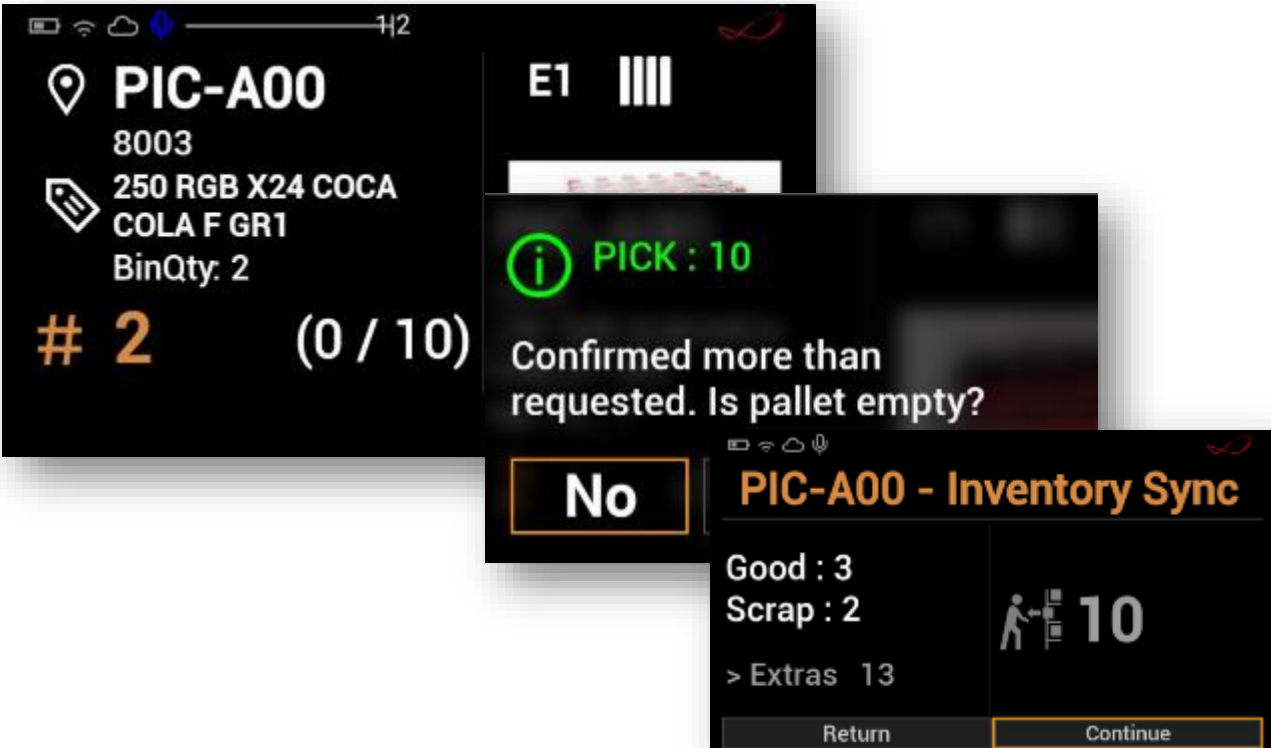 1|2
PIC-A00
8003
250 RGB X24 COCA
COLA F GR1
BinQty: 2
# 2 (0 / 10)
E1
PICK : 10
Confirmed more than
requested. Is pallet empty?
No
PIC-A00 - Inventory Sync
Good : 3
Scrap : 2
> Extras 13
10
Return
Continue